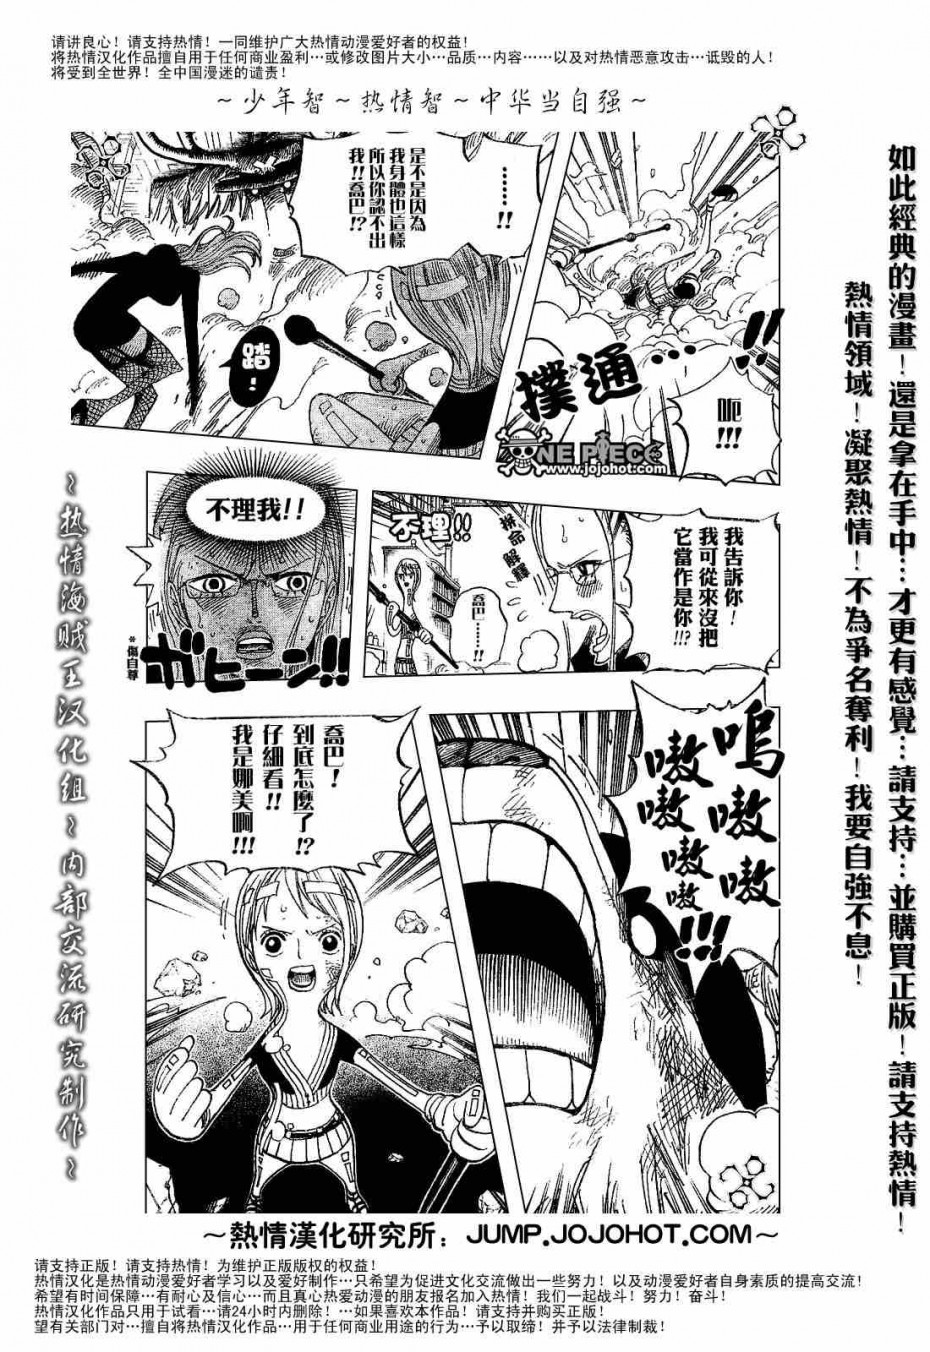 请讲良心！请支持热情！一同维护广大热情动漫爱好者的权益！
将热情汉化作品擅自用于任何商业盈利…或修改图片大小…品质…内容……以及对热情恶意攻击…诋毁的人！
将受到全世界！全中国漫迷的谴责！
～少年智～热情智～中华当自强～
如此經典的漫畫！還是拿在手中…才更有感覺…請支持…並購買正版！請支持熱情！
熱情領域！凝聚熱情！不為爭名奪利！我要自強不息！
呃!!!
撲通…!!
ONE PIECE
www.jojohot.com
……!!
是不是因為
我身體也這樣
所以你認不出
我!!喬巴!?
踏！
我告訴你！
我可從來沒把
它當作是你!!?
拚命解釋
喬巴……!!
不理!!
不理我!!
ボヒーン!!
*傷自尊
嗚嗷嗷嗷嗷嗷嗷!!!
喬巴！
到底怎麼了!?
仔細看!!
我是娜美啊!!!
～热情海贼王汉化组～内部交流研究制作～
～熱情漢化研究所：JUMP.JOJOHOT.COM～
请支持正版！请支持热情！为维护正版版权的权益！
热情汉化是热情动漫爱好者学习以及爱好制作…只希望为促进文化交流做出一些努力！以及动漫爱好者自身素质的提高交流！
希望有时间保障…有耐心及信心…而且真心热爱动漫的朋友报名加入热情！我们一起战斗！努力！奋斗！
热情汉化作品只用于试看…请24小时内删除！…如果喜欢本作品！请支持并购买正版！
望有关部门对…擅自将热情汉化作品…用于任何商业用途的行为…予以取缔！并予以法律制裁！